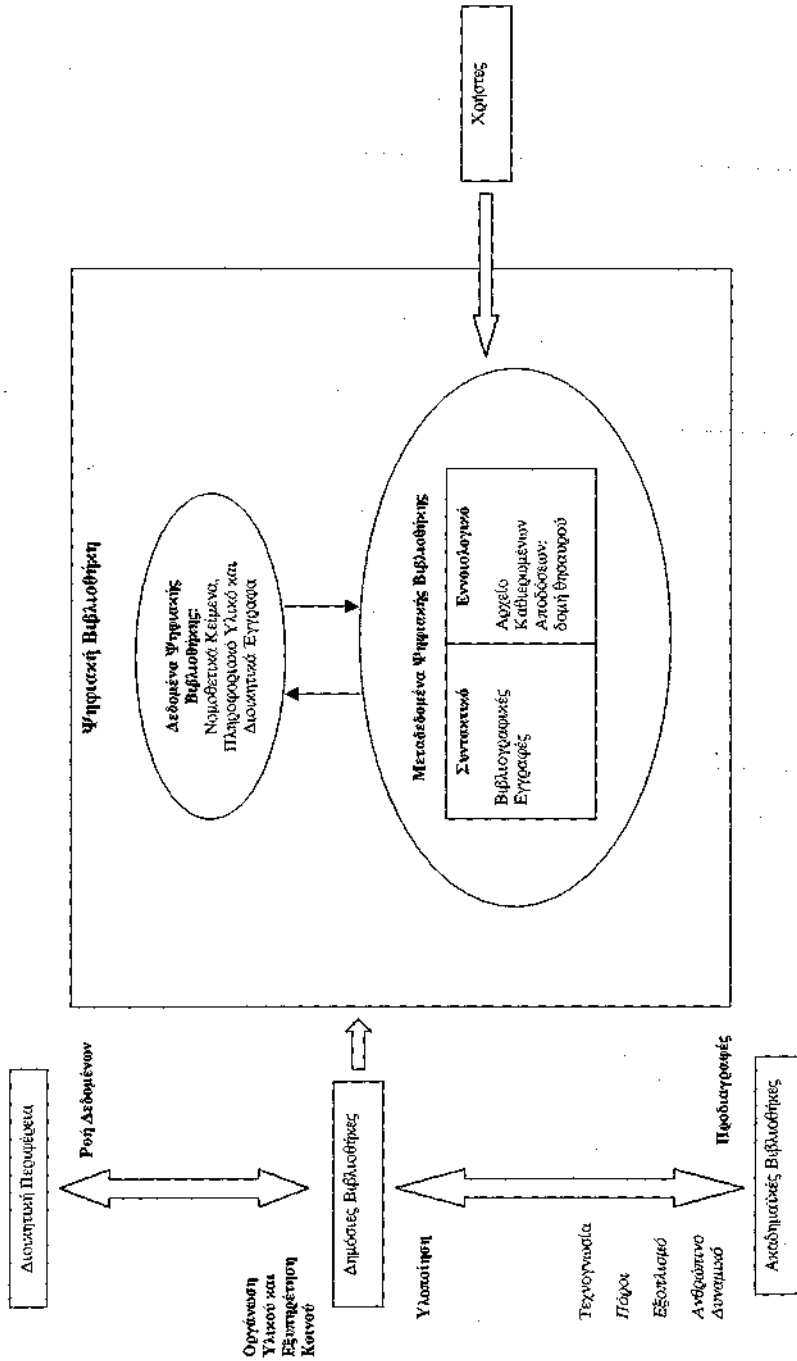 Διοικητική Περιφέρεια
Ροή Δεδομένων
Οργάνωση
Υλικού και
Εξυπηρέτηση
Κοινού
Δημόσιες Βιβλιοθήκες
Υλοποίηση
Προδιαγραφές
Τεχνογνωσία
Πόροι
Εξοπλισμό
Ανθρώπινο
Δυναμικό
Ακαδημαϊκές Βιβλιοθήκες
Ψηφιακή Βιβλιοθήκη
Δεδομένα Ψηφιακής
Βιβλιοθήκης:
Νομοθετικά Κείμενα,
Πληροφοριακό Υλικό και
Διοικητικά Έγγραφα
Μεταδεδομένα Ψηφιακής Βιβλιοθήκης
Συντακτικό
Βιβλιογραφικές
Εγγραφές
Εννοιολογικό
Αρχείο
Καθιερωμένων
Αποδόσεων:
δομή θησαυρού
Χρήστες